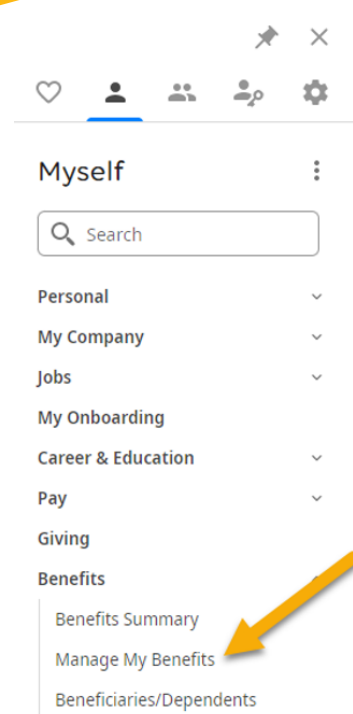 Myself
Search
Personal
My Company
Jobs
My Onboarding
Career & Education
Pay
Giving
Benefits
Benefits Summary
Manage My Benefits
Beneficiaries/Dependents